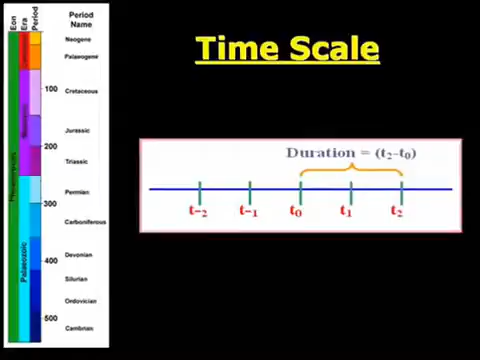 Time Scale
Eon
Era
Period
Period
Name
Neogene
Palaeogene
100
Cretaceous
Jurassic
200
Triassic
Permian
300
Carboniferous
400
Devonian
Silurian
Ordovician
500
Cambrian
Palaeozoic
Duration = (t2-t0)
t-2 t-1 t0 t1 t2